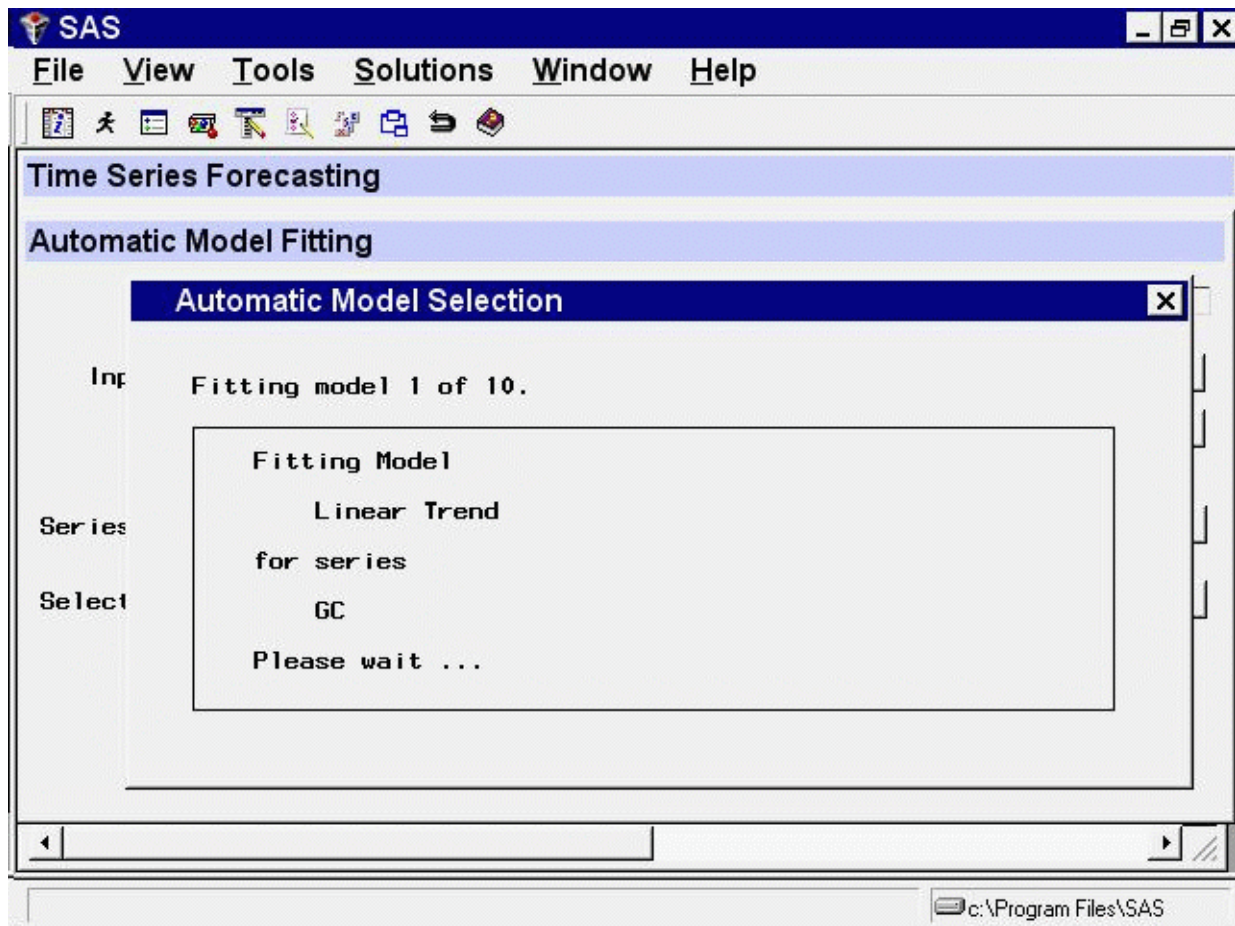 SAS
File View Tools Solutions Window Help
Time Series Forecasting
Automatic Model Fitting
Automatic Model Selection
Inp
Fitting model 1 of 10.
Fitting Model
Linear Trend
Series
for series
Select
GC
Please wait ...
c:\Program Files\SAS